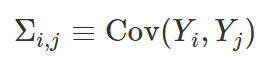 Σ_{i,j} ≡ Cov(Y_i, Y_j)